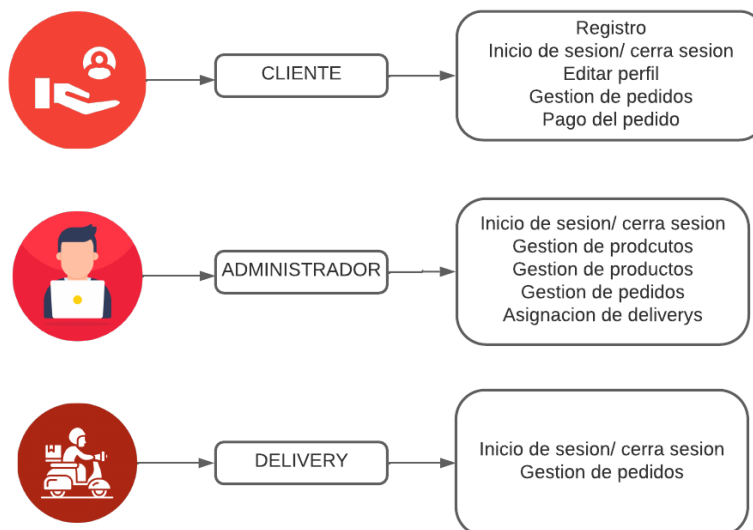 CLIENTE
Registro
Inicio de sesion/ cerra sesion
Editar perfil
Gestion de pedidos
Pago del pedido
ADMINISTRADOR
Inicio de sesion/ cerra sesion
Gestion de prodcutos
Gestion de productos
Gestion de pedidos
Asignacion de deliverys
DELIVERY
Inicio de sesion/ cerra sesion
Gestion de pedidos